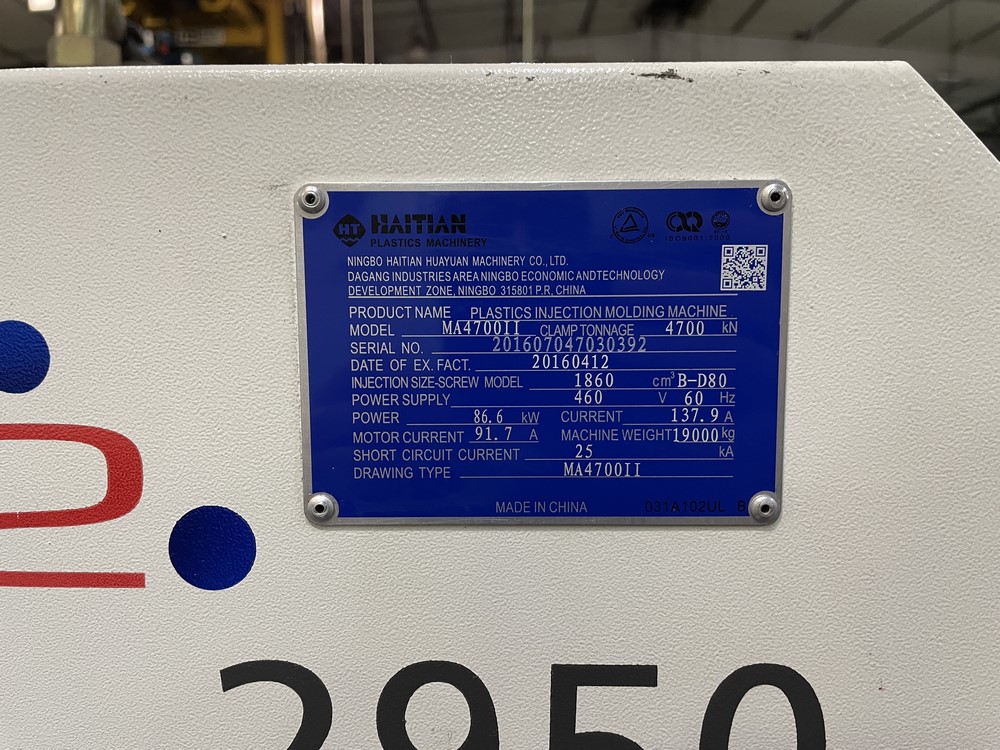 HT HAITIAN
PLASTICS MACHINERY
ISO9001:2000
NINGBO HAITIAN HUAYUAN MACHINERY CO., LTD.
DAGANG INDUSTRIES AREA NINGBO ECONOMIC ANDTECHNOLOGY
DEVELOPMENT ZONE, NINGBO 315801 P.R, CHINA
PRODUCT NAME PLASTICS INJECTION MOLDING MACHINE
MODEL MA4700II CLAMP TONNAGE 4700 kN
SERIAL NO. 201607047030392
DATE OF EX. FACT. 20160412
INJECTION SIZE-SCREW MODEL 1860 cm³ B-D80
POWER SUPPLY 460 V 60 Hz
POWER 86.6 kW CURRENT 137.9 A
MOTOR CURRENT 91.7 A MACHINE WEIGHT 19000 kg
SHORT CIRCUIT CURRENT 25 kA
DRAWING TYPE MA4700II
MADE IN CHINA 031A102UL B
2950